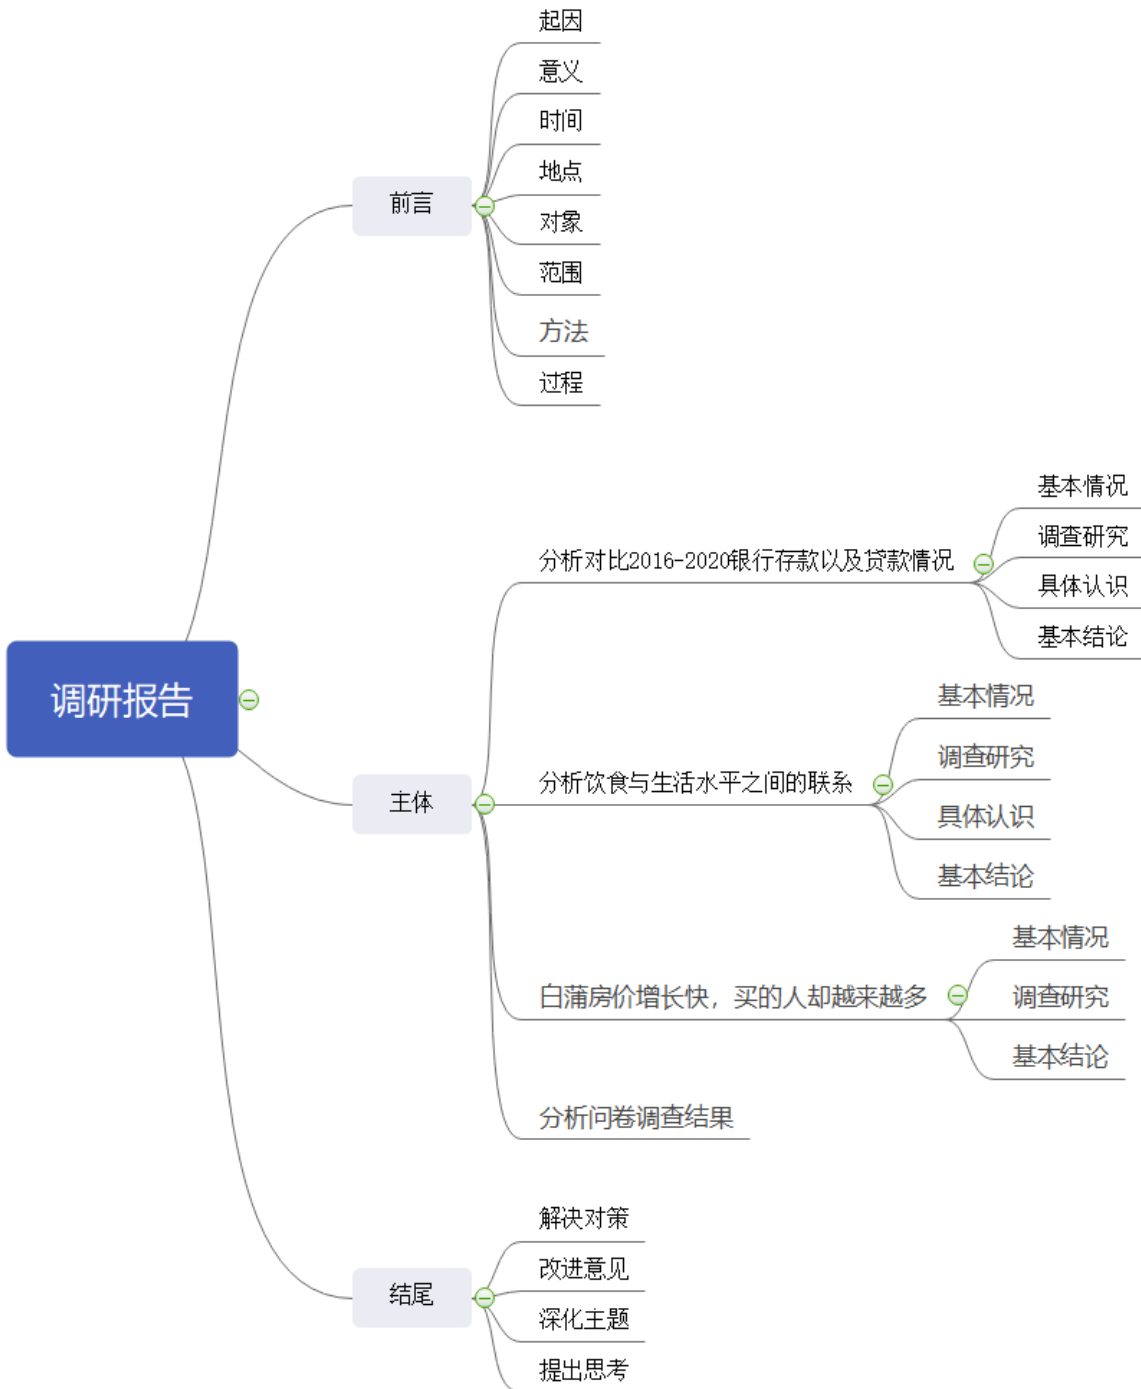 调研报告
前言
起因
意义
时间
地点
对象
范围
方法
过程
主体
分析对比2016-2020银行存款以及贷款情况
基本情况
调查研究
具体认识
基本结论
分析饮食与生活水平之间的联系
基本情况
调查研究
具体认识
基本结论
白蒲房价增长快，买的人却越来越多
基本情况
调查研究
基本结论
分析问卷调查结果
结尾
解决对策
改进意见
深化主题
提出思考